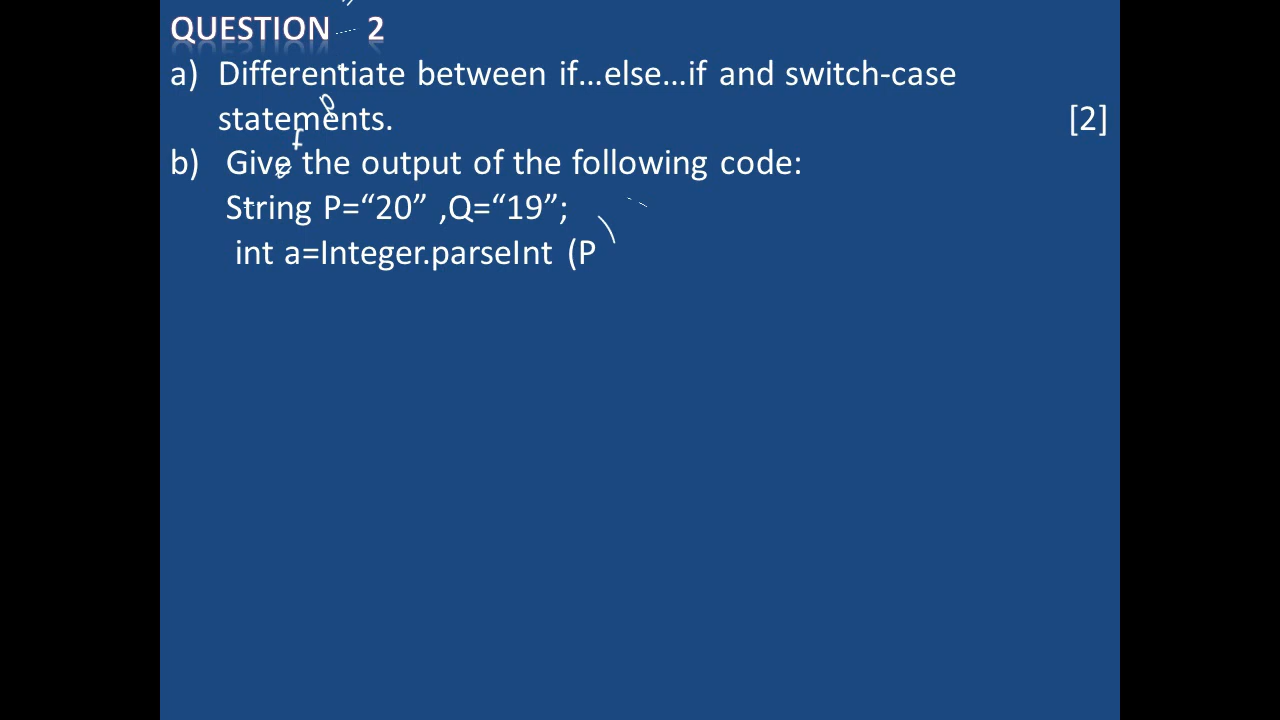 QUESTION 2
a) Differentiate between if...else...if and switch-case
statements. [2]
b) Give the output of the following code:
String P=“20” ,Q=“19”;
int a=Integer.parseInt (P